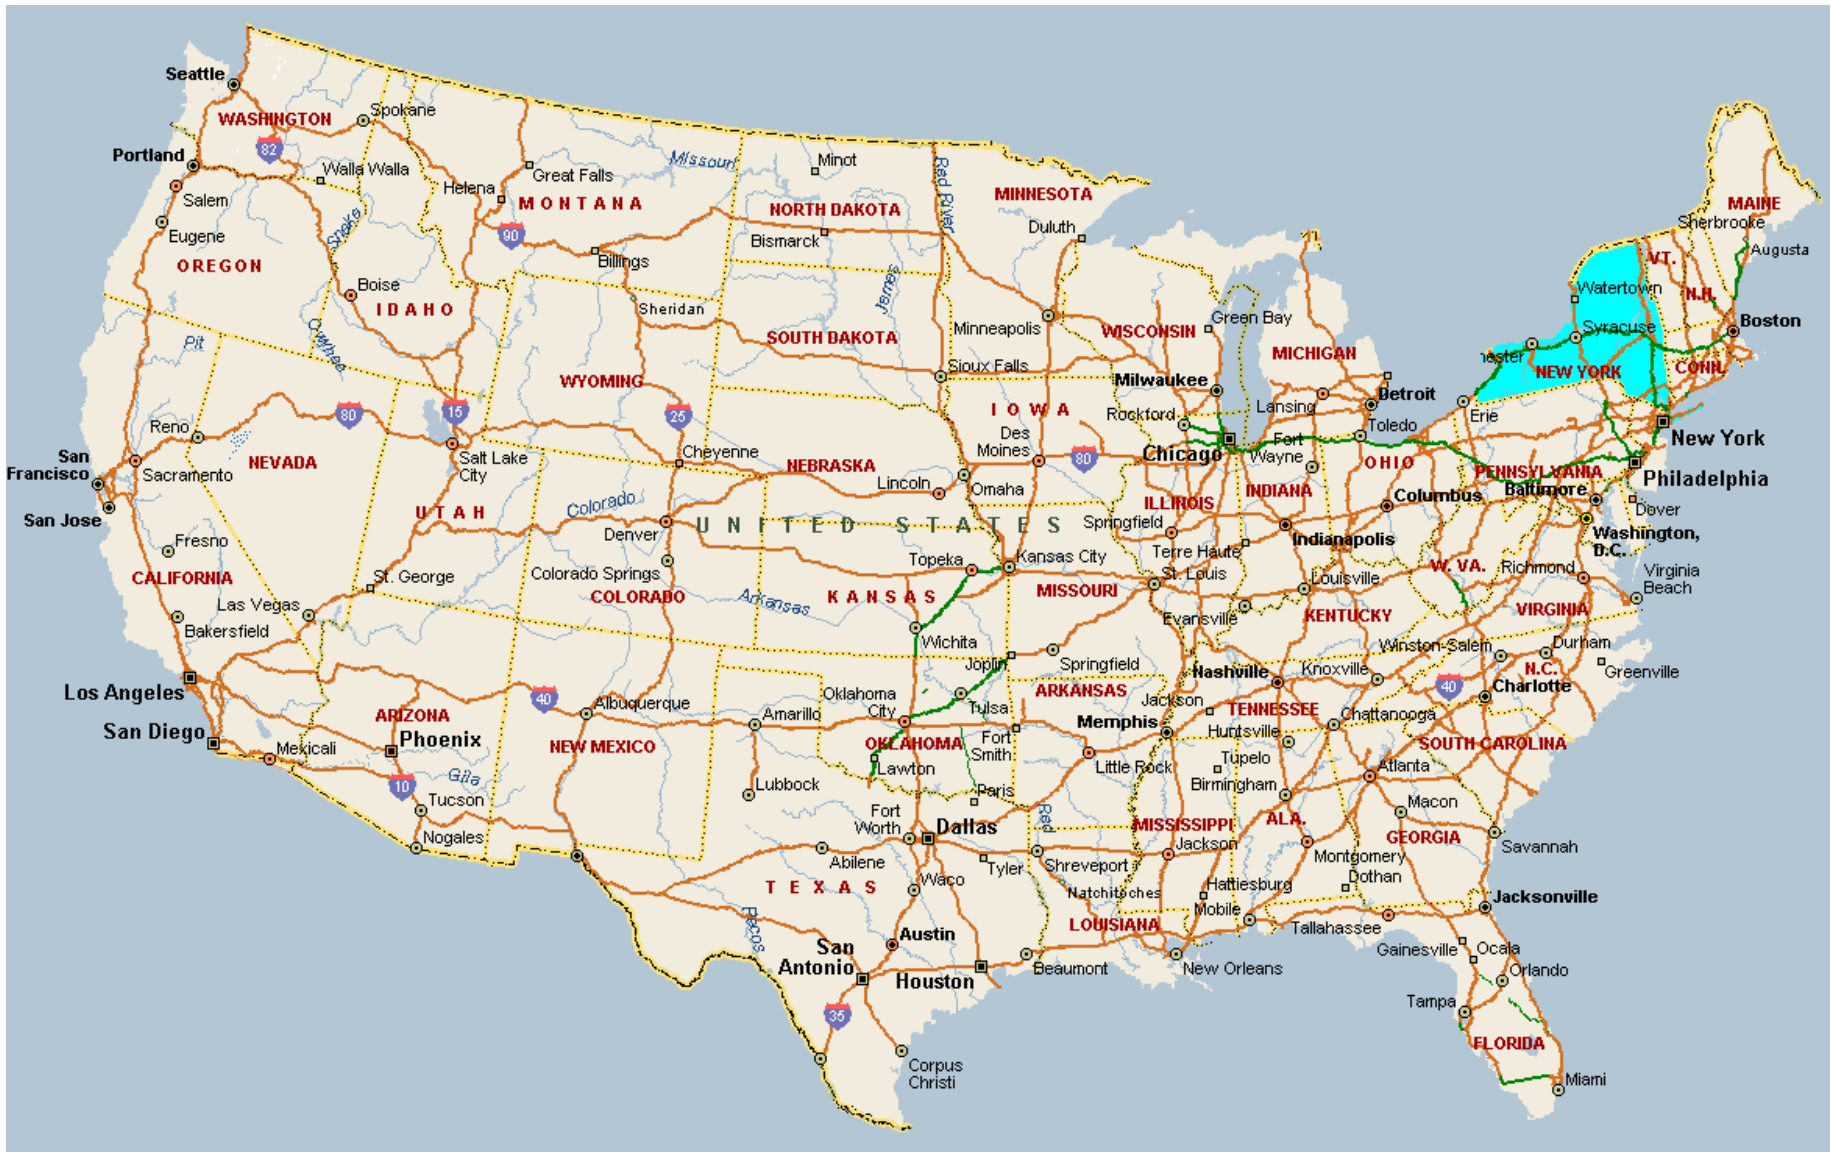 Seattle
WASHINGTON
82
Spokane
Portland
Walla Walla
Salem
Eugene
OREGON
Snake
Boise
IDAHO
Owyhee
Helena
Great Falls
MONTANA
90
Billings
Missouri
Minot
NORTH DAKOTA
Bismarck
Red River
MINNESOTA
Duluth
James
Sheridan
SOUTH DAKOTA
Minneapolis
Sioux Falls
WYOMING
25
15
80
Pit
Reno
NEVADA
San
Francisco
Sacramento
San Jose
Fresno
CALIFORNIA
Bakersfield
Las Vegas
St. George
Salt Lake
City
UTAH
Cheyenne
NEBRASKA
Lincoln
Omaha
IOWA
Des
Moines
80
WISCONSIN
Green Bay
Milwaukee
Rockford
Chicago
MICHIGAN
Lansing
Detroit
Toledo
Fort
Wayne
OHIO
Columbus
ILLINOIS
INDIANA
Springfield
Indianapolis
Terre Haute
Colorado
Denver
UNITED STATES
Colorado Springs
COLORADO
Arkansas
Topeka
Kansas City
KANSAS
Wichita
MISSOURI
St. Louis
Joplin
Springfield
Evansville
Louisville
KENTUCKY
W. VA.
Richmond
Virginia
Beach
VIRGINIA
Winston-Salem
Durham
N.C.
Greenville
Charlotte
40
Knoxville
Nashville
TENNESSEE
Chattanooga
Jackson
Memphis
Huntsville
SOUTH CAROLINA
Los Angeles
San Diego
Mexicali
ARIZONA
Phoenix
10
Gila
Tucson
Nogales
40
Albuquerque
NEW MEXICO
Amarillo
Lubbock
Oklahoma
City
Tulsa
OKLAHOMA
Lawton
Fort
Smith
ARKANSAS
Little Rock
Paris
Red
Fort
Worth
Dallas
Abilene
Tyler
Waco
TEXAS
Pecos
Austin
San
Antonio
Houston
35
Corpus
Christi
Beaumont
Shreveport
Natchitoches
LOUISIANA
New Orleans
MISSISSIPPI
Jackson
Hattiesburg
Mobile
Tupelo
Birmingham
ALA.
Montgomery
Dothan
Atlanta
Macon
GEORGIA
Savannah
Jacksonville
Tallahassee
Gainesville
Ocala
Orlando
Tampa
FLORIDA
Miami
MAINE
Sherbrooke
Augusta
VT.
N.H.
Boston
CONN.
Watertown
Syracuse
ester
NEW YORK
Erie
New York
PENNSYLVANIA
Philadelphia
Baltimore
Dover
Washington,
D.C.